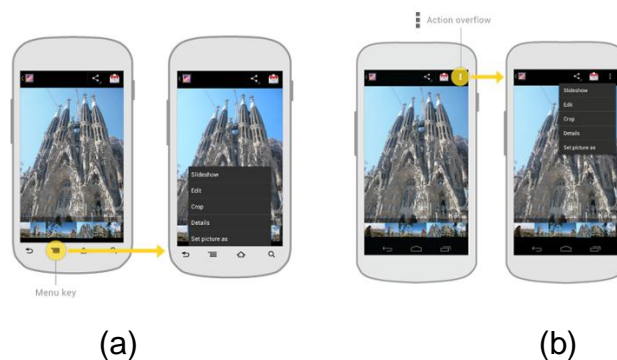 Action overflow
Slideshow
Edit
Crop
Details
Set picture as
Slideshow
Edit
Crop
Details
Set picture as
Menu key
(a)
(b)